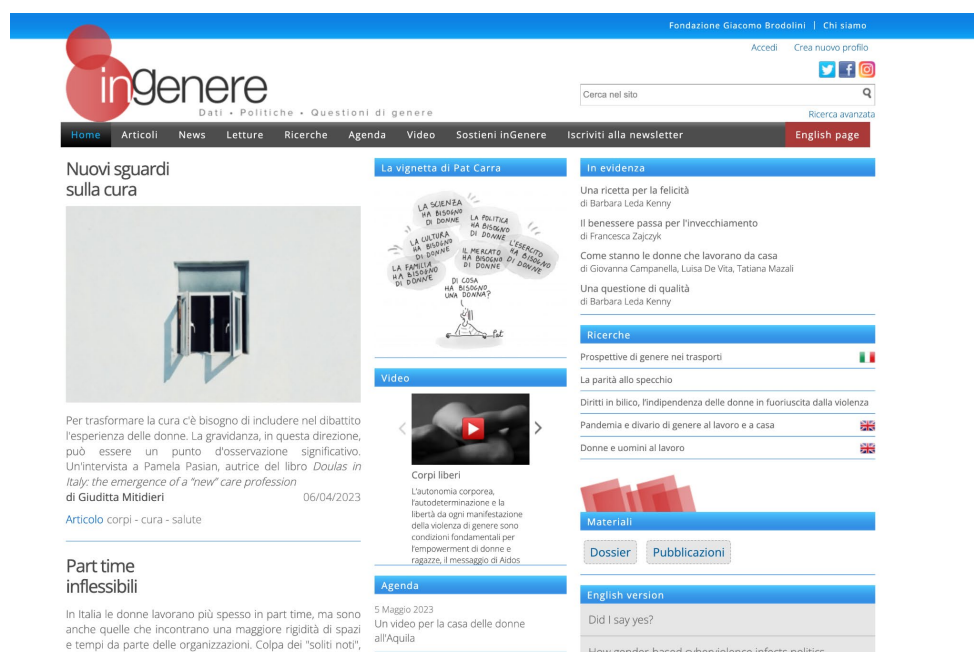 Fondazione Giacomo Brodolini | Chi siamo
Accedi Crea nuovo profilo
inGenere
Dati • Politiche • Questioni di genere
Cerca nel sito
Ricerca avanzata
Home Articoli News Letture Ricerche Agenda Video Sostieni inGenere Iscriviti alla newsletter English page
Nuovi sguardi
sulla cura
Per trasformare la cura c'è bisogno di includere nel dibattito
l'esperienza delle donne. La gravidanza, in questa direzione,
può essere un punto d'osservazione significativo.
Un'intervista a Pamela Pasian, autrice del libro Doulas in
Italy: the emergence of a "new" care profession
di Giuditta Mitidieri 06/04/2023
Articolo corpi - cura - salute
Part time
inflessibili
In Italia le donne lavorano più spesso in part time, ma sono
anche quelle che incontrano una maggiore rigidità di spazi
e tempi da parte delle organizzazioni. Colpa dei "soliti noti",
La vignetta di Pat Carra
LA SCIENZA
HA BISOGNO
DI DONNE
LA POLITICA
HA BISOGNO
DI DONNE
LA CULTURA
HA BISOGNO
DI DONNE
IL MERCATO
HA BISOGNO
DI DONNE
L'ESERCITO
HA BISOGNO
DI DONNE
LA FAMIGLIA
HA BISOGNO
DI DONNE
DI COSA
HA BISOGNO
UNA DONNA?
Pat
Video
Corpi liberi
L'autonomia corporea,
l'autodeterminazione e la
libertà da ogni manifestazione
della violenza di genere sono
condizioni fondamentali per
l'empowerment di donne e
ragazze, il messaggio di Aidos
Agenda
5 Maggio 2023
Un video per la casa delle donne
all'Aquila
In evidenza
Una ricetta per la felicità
di Barbara Leda Kenny
Il benessere passa per l'invecchiamento
di Francesca Zajczyk
Come stanno le donne che lavorano da casa
di Giovanna Campanella, Luisa De Vita, Tatiana Mazali
Una questione di qualità
di Barbara Leda Kenny
Ricerche
Prospettive di genere nei trasporti
La parità allo specchio
Diritti in bilico, l'indipendenza delle donne in fuoriuscita dalla violenza
Pandemia e divario di genere al lavoro e a casa
Donne e uomini al lavoro
Materiali
Dossier Pubblicazioni
English version
Did I say yes?
How gender-based cyberviolence infects politics